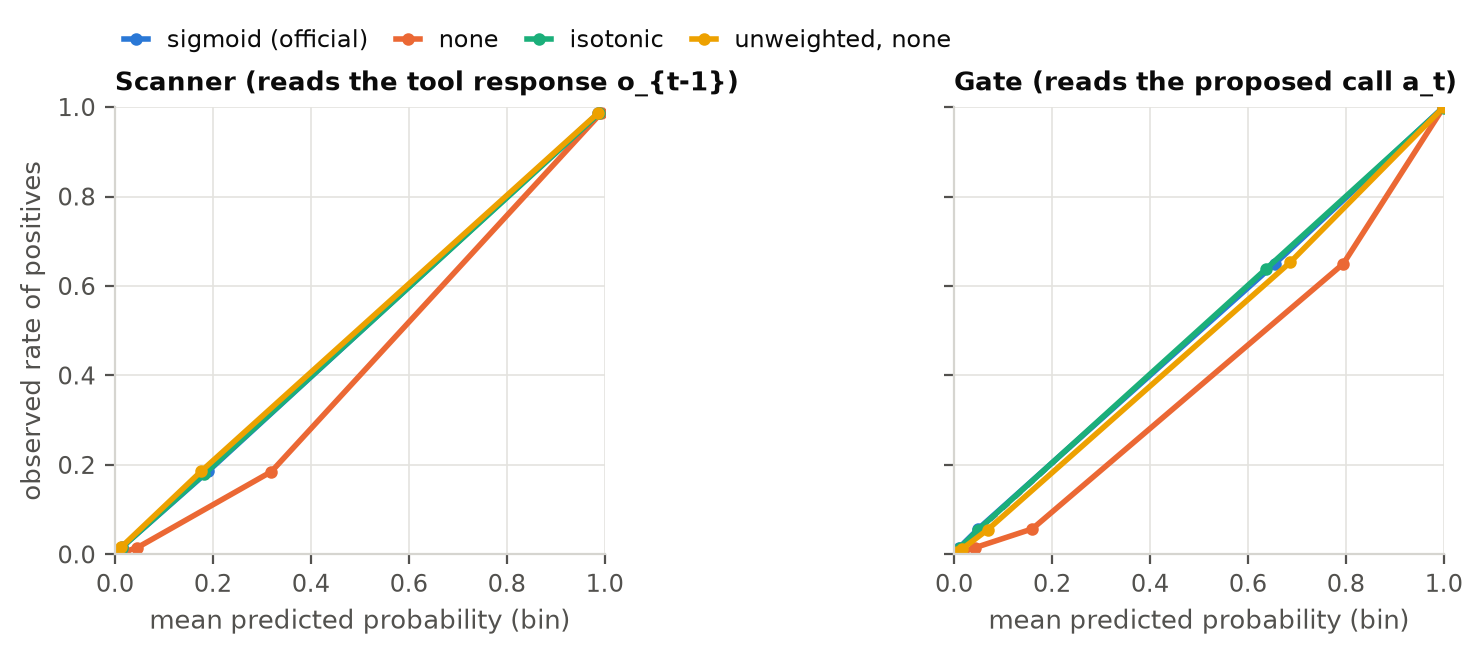 sigmoid (official) none isotonic unweighted, none
Scanner (reads the tool response o_{t-1})
1.0
0.8
0.6
0.4
0.2
0.0
observed rate of positives
0.0 0.2 0.4 0.6 0.8 1.0
mean predicted probability (bin)
Gate (reads the proposed call a_t)
0.0 0.2 0.4 0.6 0.8 1.0
mean predicted probability (bin)